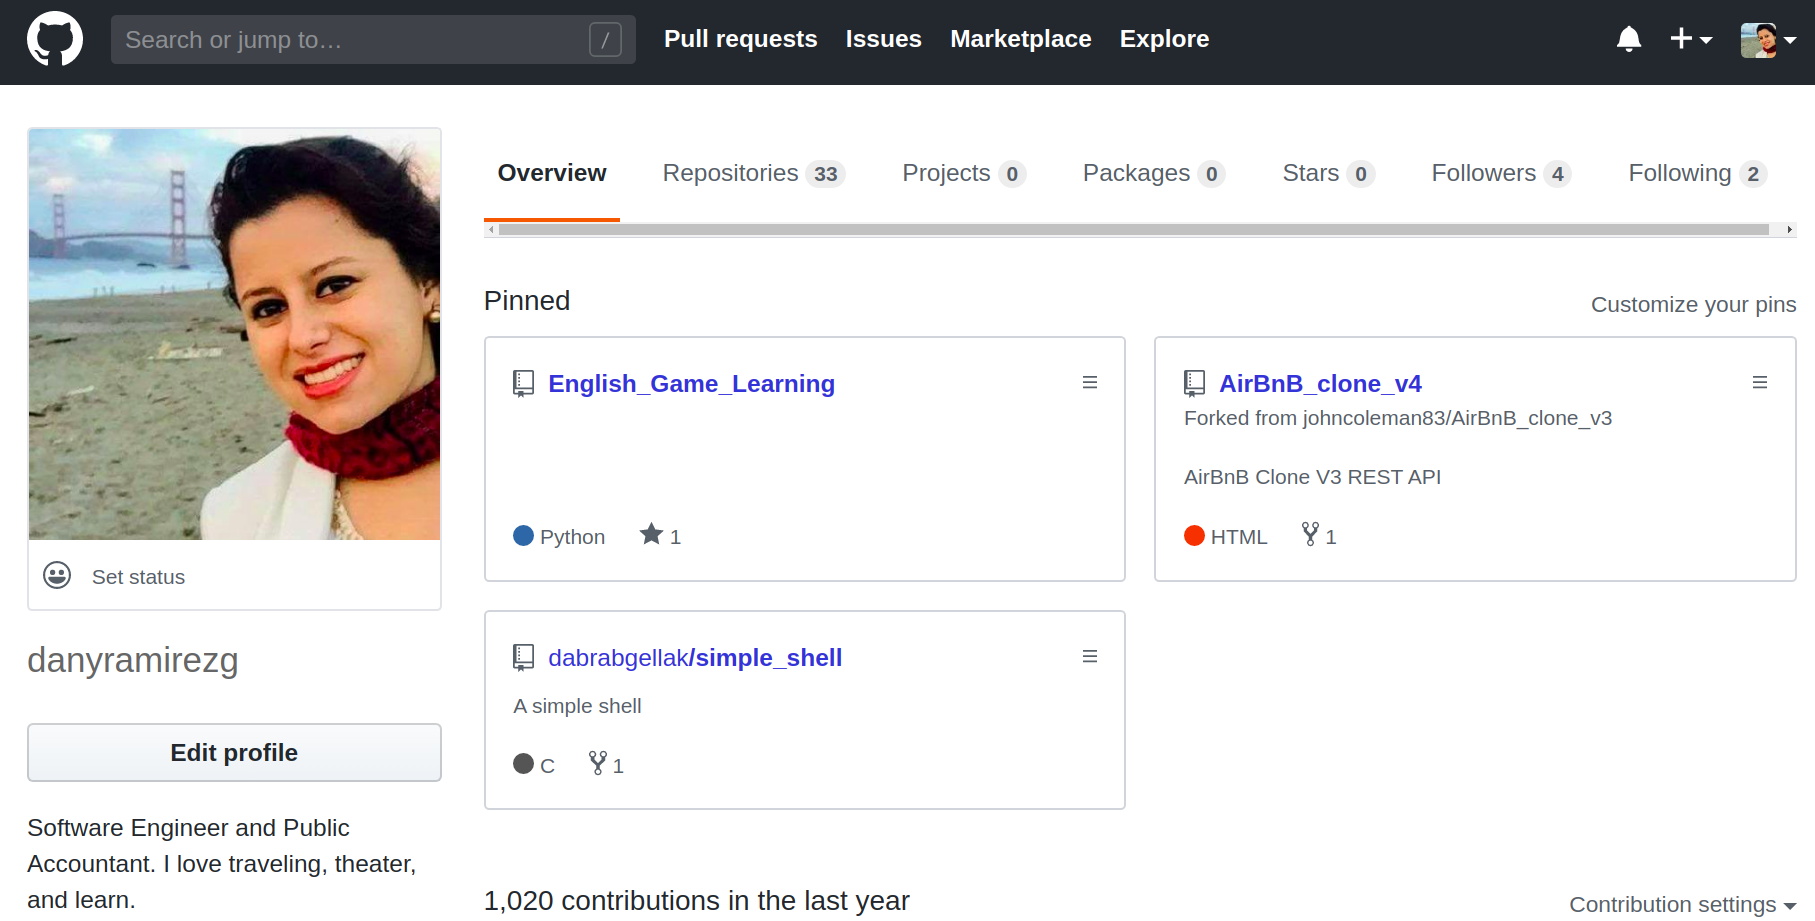 Search or jump to… /
Pull requests Issues Marketplace Explore
Overview Repositories 33 Projects 0 Packages 0 Stars 0 Followers 4 Following 2
Pinned
Customize your pins
English_Game_Learning
Python 1
AirBnB_clone_v4
Forked from johncoleman83/AirBnB_clone_v3
AirBnB Clone V3 REST API
HTML 1
dabrabgellak/simple_shell
A simple shell
C 1
1,020 contributions in the last year
Contribution settings
Set status
danyramirezg
Edit profile
Software Engineer and Public
Accountant. I love traveling, theater,
and learn.